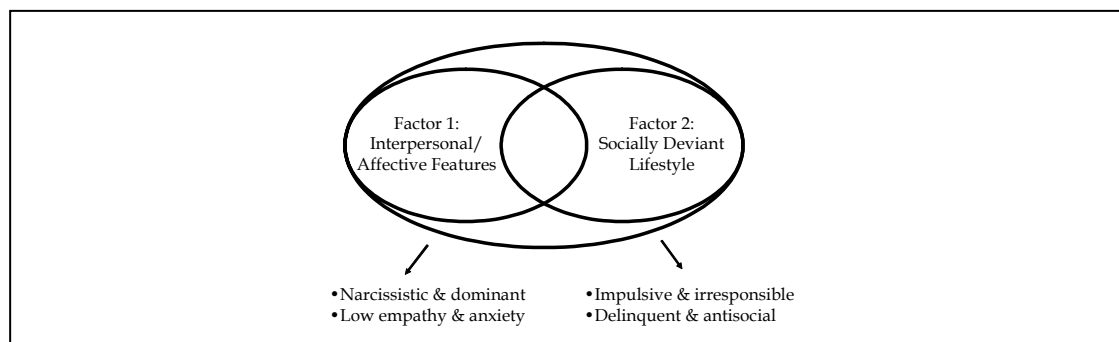 Factor 1:
Interpersonal/
Affective Features
Factor 2:
Socially Deviant
Lifestyle
•Narcissistic & dominant
•Low empathy & anxiety
•Impulsive & irresponsible
•Delinquent & antisocial